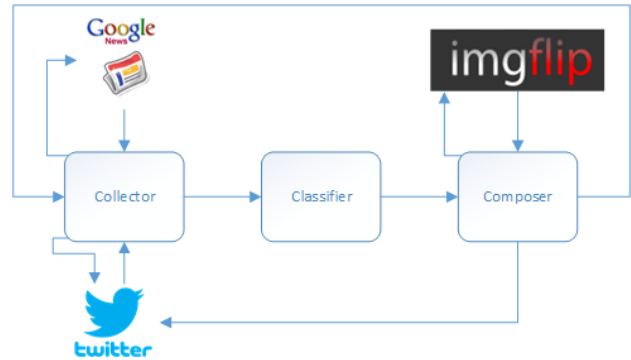 Google
News
imgflip
Collector
Classifier
Composer
twitter